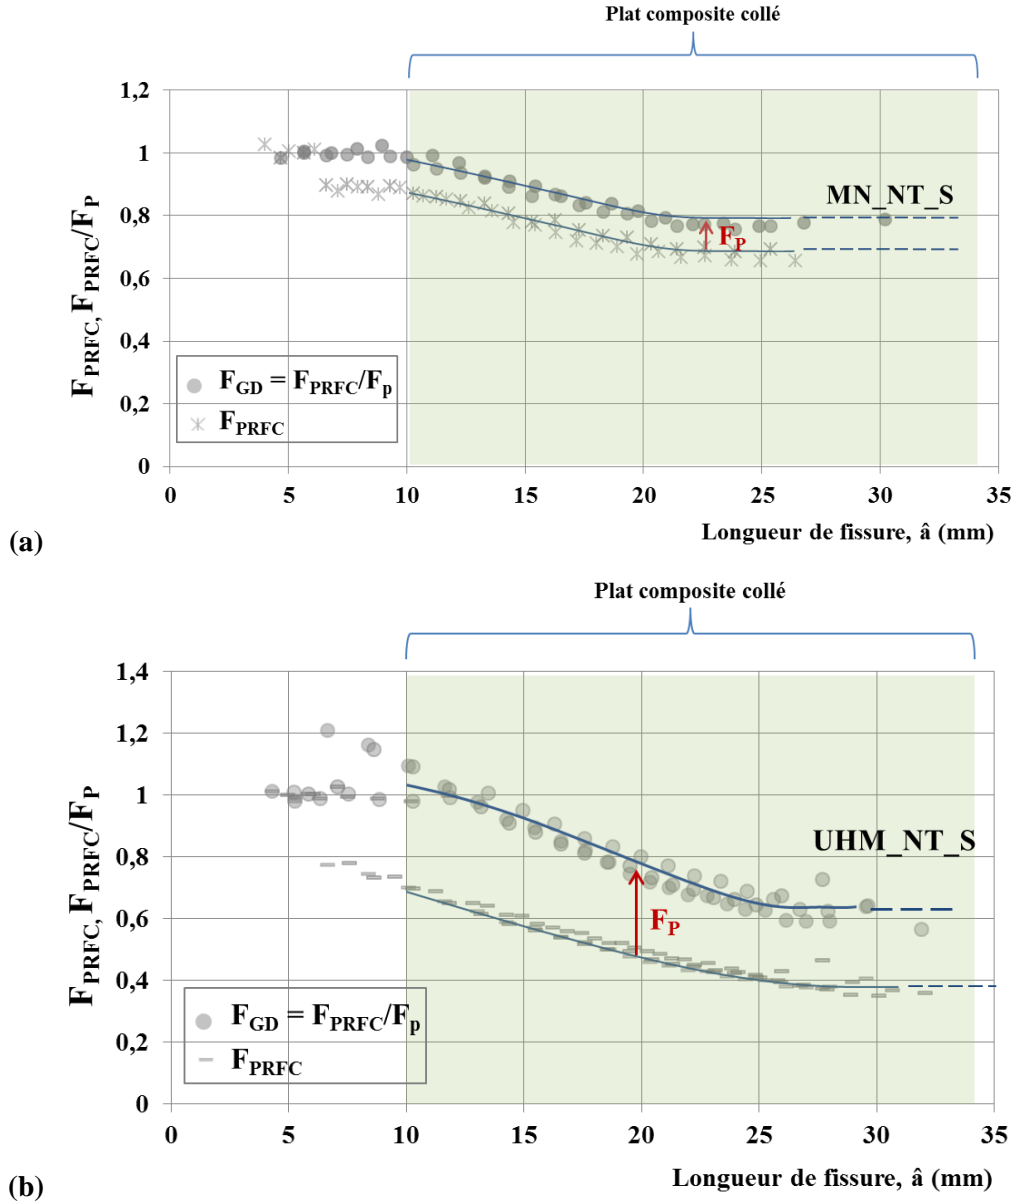 Plat composite collé
1,2
1
0,8
0,6
0,4
0,2
0
F_PRFC, F_PRFC/F_P
MN_NT_S
F_P
F_GD = F_PRFC/F_p
F_PRFC
0 5 10 15 20 25 30 35
(a)
Longueur de fissure, â (mm)
Plat composite collé
1,4
1,2
1
0,8
0,6
0,4
0,2
0
F_PRFC, F_PRFC/F_P
UHM_NT_S
F_P
F_GD = F_PRFC/F_p
F_PRFC
0 5 10 15 20 25 30 35
Longueur de fissure, â (mm)
(b)